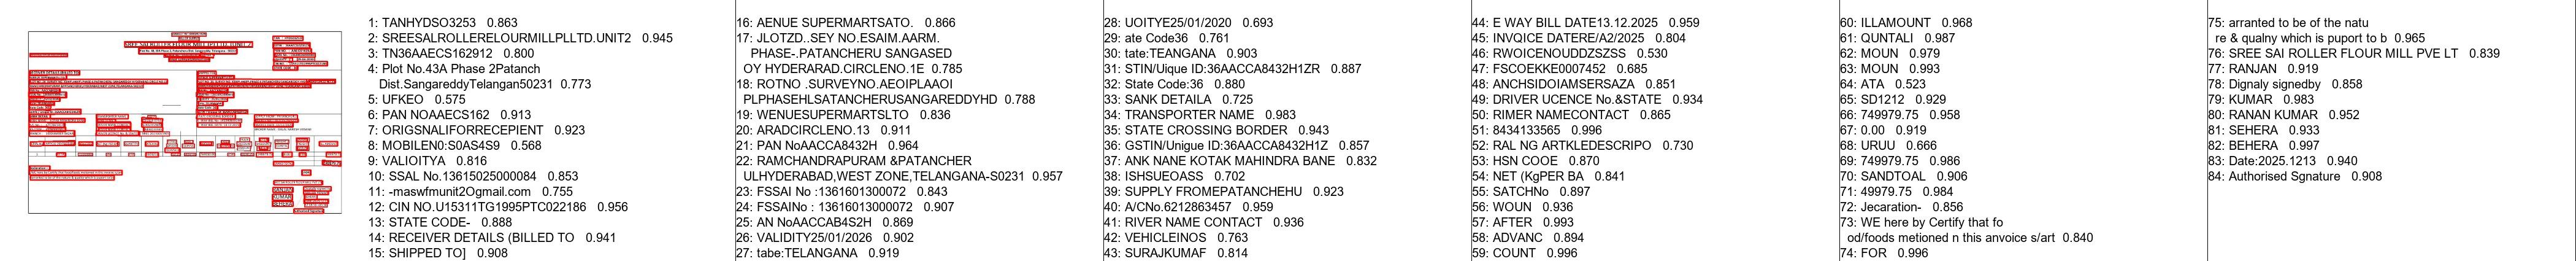 1: TANHYDSO3253 0.863
2: SREESALROLLERELOURMILLPLLTD.UNIT2 0.945
3: TN36AAECS162912 0.800
4: Plot No.43A Phase 2Patanch
Dist.SangareddyTelangan50231 0.773
5: UFKEO 0.575
6: PAN NOAAECS162 0.913
7: ORIGSNALIFORRECEPIENT 0.923
8: MOBILEN0:S0AS4S9 0.568
9: VALIOITYA 0.816
10: SSAL No.13615025000084 0.853
11: -maswfmunit2Ogmail.com 0.755
12: CIN NO.U15311TG1995PTC022186 0.956
13: STATE CODE- 0.888
14: RECEIVER DETAILS (BILLED TO 0.941
15: SHIPPED TO] 0.908
16: AENUE SUPERMARTSATO. 0.866
17: JLOTZD..SEY NO.ESAIM.AARM.
PHASE-.PATANCHERU SANGASED
OY HYDERARAD.CIRCLENO.1E 0.785
18: ROTNO .SURVEYNO.AEOIPLAAOI
PLPHASEHLSATANCHERUSANGAREDDYHD 0.788
19: WENUESUPERMARTSLTO 0.836
20: ARADCIRCLENO.13 0.911
21: PAN NoAACCA8432H 0.964
22: RAMCHANDRAPURAM &PATANCHER
ULHYDERABAD,WEST ZONE,TELANGANA-S0231 0.957
23: FSSAI No :13616013000​72 0.843
24: FSSAINo : 13616013000​72 0.907
25: AN NoAACCAB4S2H 0.869
26: VALIDITY25/01/2026 0.902
27: tabe:TELANGANA 0.919
28: UOITYE25/01/2020 0.693
29: ate Code36 0.761
30: tate:TEANGANA 0.903
31: STIN/Uique ID:36AACCA8432H1ZR 0.887
32: State Code:36 0.880
33: SANK DETAILA 0.725
34: TRANSPORTER NAME 0.983
35: STATE CROSSING BORDER 0.943
36: GSTIN/Unigue ID:36AACCA8432H1Z 0.857
37: ANK NANE KOTAK MAHINDRA BANE 0.832
38: ISHSUEOASS 0.702
39: SUPPLY FROMEPATANCHEHU 0.923
40: A/CNo.6212863457 0.959
41: RIVER NAME CONTACT 0.936
42: VEHICLEINOS 0.763
43: SURAJKUMAF 0.814
44: E WAY BILL DATE13.12.2025 0.959
45: INVQICE DATERE/A2/2025 0.804
46: RWOICENOUDDZSZSS 0.530
47: FSCOEKKE0007452 0.685
48: ANCHSIDOIAMSERSAZA 0.851
49: DRIVER UCENCE No.&STATE 0.934
50: RIMER NAMECONTACT 0.865
51: 8434133565 0.996
52: RAL NG ARTKLEDESCRIPO 0.730
53: HSN COOE 0.870
54: NET (KgPER BA 0.841
55: SATCHNo 0.897
56: WOUN 0.936
57: AFTER 0.993
58: ADVANC 0.894
59: COUNT 0.996
60: ILLAMOUNT 0.968
61: QUNTALI 0.987
62: MOUN 0.979
63: MOUN 0.993
64: ATA 0.523
65: SD1212 0.929
66: 749979.75 0.958
67: 0.00 0.919
68: URUU 0.666
69: 749979.75 0.986
70: SANDTOAL 0.906
71: 49979.75 0.984
72: Jecaration- 0.856
73: WE here by Certify that fo
od/foods metioned n this anvoice s/art 0.840
74: FOR 0.996
75: arranted to be of the natu
re & qualny which is puport to b 0.965
76: SREE SAI ROLLER FLOUR MILL PVE LT 0.839
77: RANJAN 0.919
78: Dignaly signedby 0.858
79: KUMAR 0.983
80: RANAN KUMAR 0.952
81: SEHERA 0.933
82: BEHERA 0.997
83: Date:2025.1213 0.940
84: Authorised Sgnature 0.908